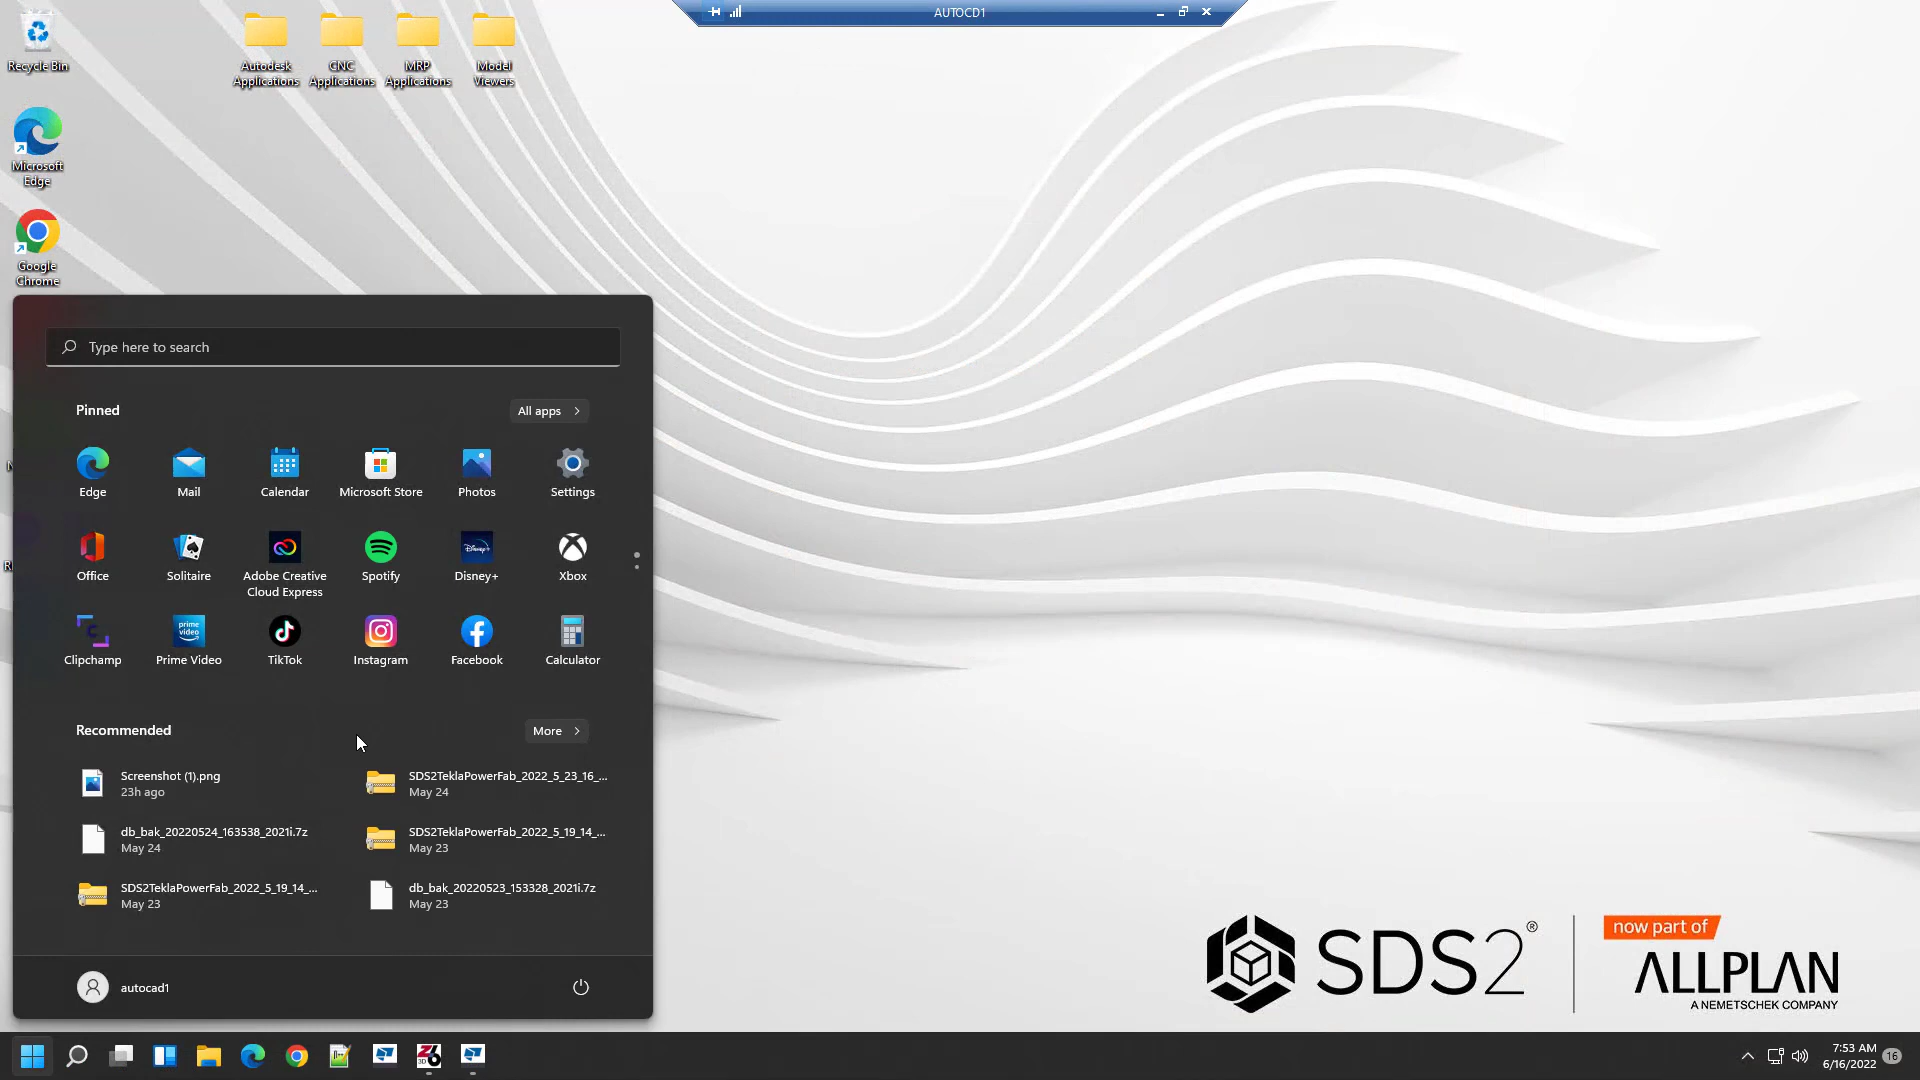 AUTOCD1
Recycle Bin
Autodesk
Applications
CNC
Applications
MRP
Applications
Model
Viewers
Microsoft
Edge
Google
Chrome
Type here to search
Pinned
All apps
Edge
Mail
Calendar
Microsoft Store
Photos
Settings
Office
Solitaire
Adobe Creative
Cloud Express
Spotify
Disney+
Disney+
Xbox
Clipchamp
prime
video
Prime Video
TikTok
Instagram
Facebook
Calculator
Recommended
More
Screenshot (1).png
23h ago
SDS2TeklaPowerFab_2022_5_23_16_...
May 24
db_bak_20220524_163538_2021i.7z
May 24
SDS2TeklaPowerFab_2022_5_19_14_...
May 23
SDS2TeklaPowerFab_2022_5_19_14_...
May 23
db_bak_20220523_153328_2021i.7z
May 23
autocad1
SDS2®
now part of
ALLPLAN
A NEMETSCHEK COMPANY
7:53 AM
6/16/2022
16